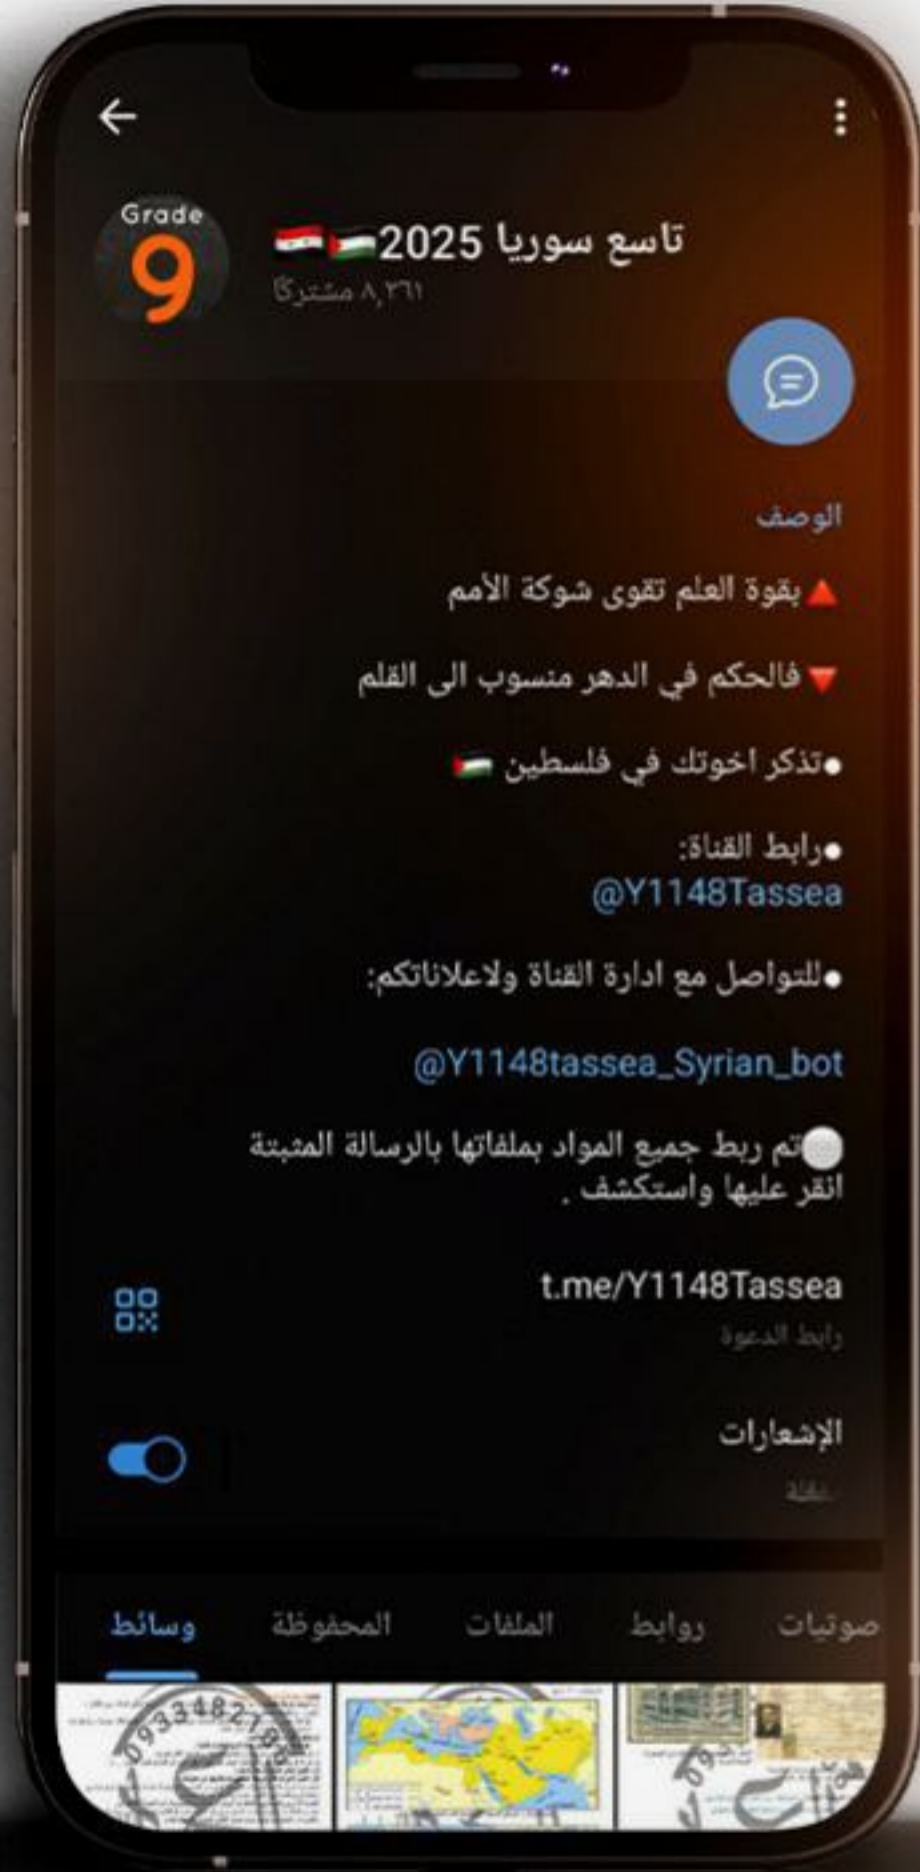 Grade
9
تاسع سوريا 2025🇵🇸🇸🇾
٨,٣٦١ مشتركًا
الوصف
🔺بقوة العلم تقوى شوكة الأمم
🔻فالحكم في الدهر منسوب الى القلم
●تذكر اخوتك في فلسطين 🇵🇸
●رابط القناة:
@Y1148Tassea
●للتواصل مع ادارة القناة ولاعلاناتكم:
@Y1148tassea_Syrian_bot
⚪تم ربط جميع المواد بملفاتها بالرسالة المثبتة
انقر عليها واستكشف .
t.me/Y1148Tassea
رابط الدعوة
الإشعارات
صوتيات روابط الملفات المحفوظة وسائط